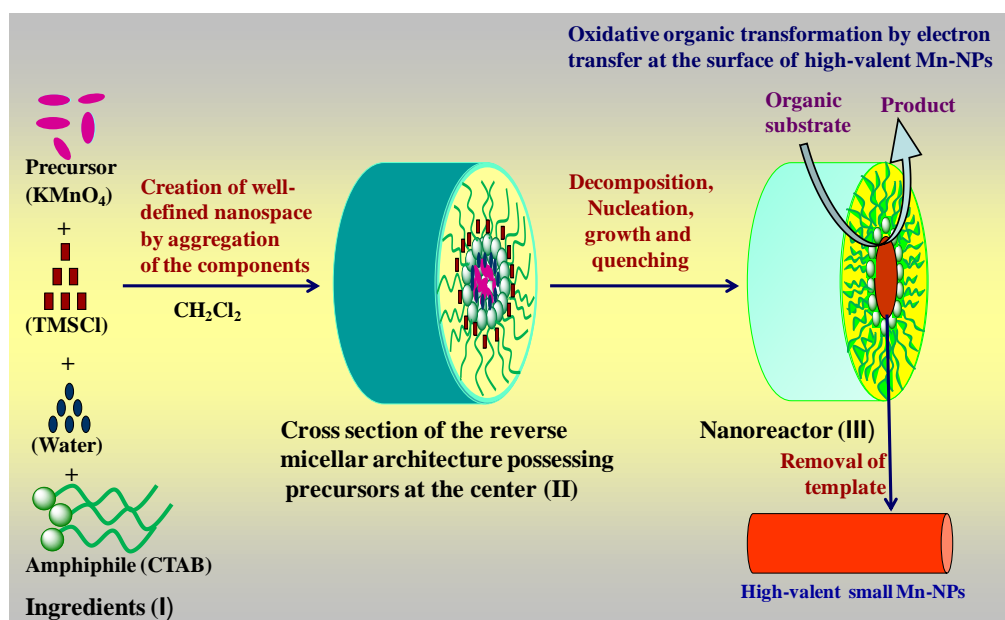 Oxidative organic transformation by electron
transfer at the surface of high-valent Mn-NPs
Organic
substrate
Product
Precursor
(KMnO₄)
+
(TMSCl)
+
(Water)
+
Amphiphile (CTAB)
Ingredients (I)
Creation of well-
defined nanospace
by aggregation
of the components
CH₂Cl₂
Cross section of the reverse
micellar architecture possessing
precursors at the center (II)
Decomposition,
Nucleation,
growth and
quenching
Nanoreactor (III)
Removal of
template
High-valent small Mn-NPs